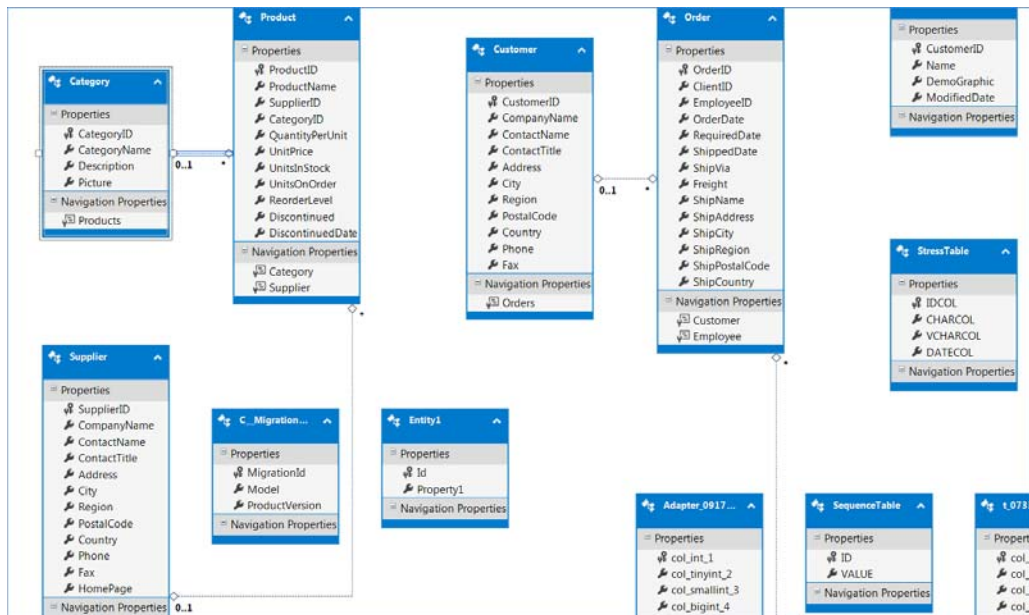 Category
Properties
CategoryID
CategoryName
Description
Picture
Navigation Properties
Products
0..1
*
Product
Properties
ProductID
ProductName
SupplierID
CategoryID
QuantityPerUnit
UnitPrice
UnitsInStock
UnitsOnOrder
ReorderLevel
Discontinued
DiscontinuedDate
Navigation Properties
Category
Supplier
*
Customer
Properties
CustomerID
CompanyName
ContactName
ContactTitle
Address
City
Region
PostalCode
Country
Phone
Fax
Navigation Properties
Orders
0..1
*
Order
Properties
OrderID
ClientID
EmployeeID
OrderDate
RequiredDate
ShippedDate
ShipVia
Freight
ShipName
ShipAddress
ShipCity
ShipRegion
ShipPostalCode
ShipCountry
Navigation Properties
Customer
Employee
*
Properties
CustomerID
Name
DemoGraphic
ModifiedDate
Navigation Properties
StressTable
Properties
IDCOL
CHARCOL
VCHARCOL
DATECOL
Navigation Properties
Supplier
Properties
SupplierID
CompanyName
ContactName
ContactTitle
Address
City
Region
PostalCode
Country
Phone
Fax
HomePage
Navigation Properties
0..1
C__Migration...
Properties
MigrationId
Model
ProductVersion
Navigation Properties
Entity1
Properties
Id
Property1
Navigation Properties
Adapter_0917...
Properties
col_int_1
col_tinyint_2
col_smallint_3
col_bigint_4
SequenceTable
Properties
ID
VALUE
Navigation Properties
t_073
Propert
col_
col_
col_
col_